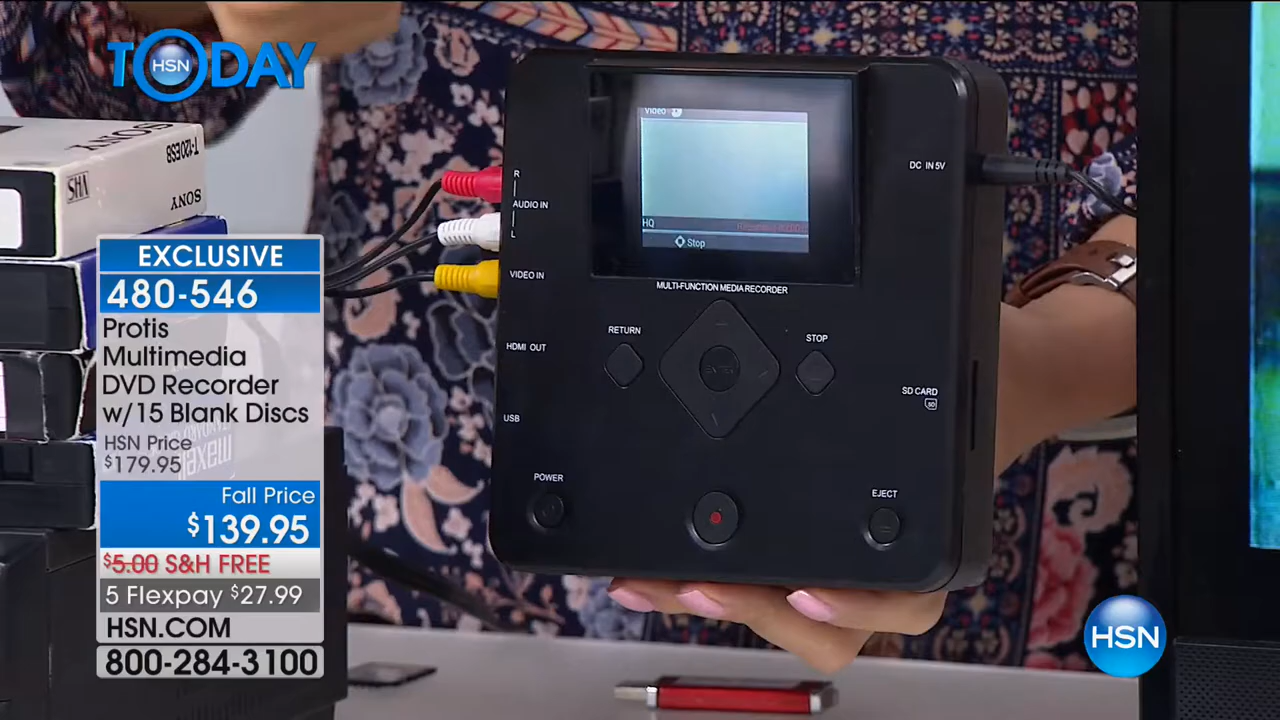 TODAY
HSN
SONY
T-120ES8
VHS
SONY
maxell
EXCLUSIVE
480-546
Protis
Multimedia
DVD Recorder
w/15 Blank Discs
HSN Price
$179.95
Fall Price
$139.95
$5.00 S&H FREE
5 Flexpay $27.99
HSN.COM
800-284-3100
Video
HQ
Stop
MULTI-FUNCTION MEDIA RECORDER
R
AUDIO IN
L
VIDEO IN
HDMI OUT
USB
DC IN 5V
RETURN
STOP
ENTER
SD CARD
POWER
EJECT
HSN